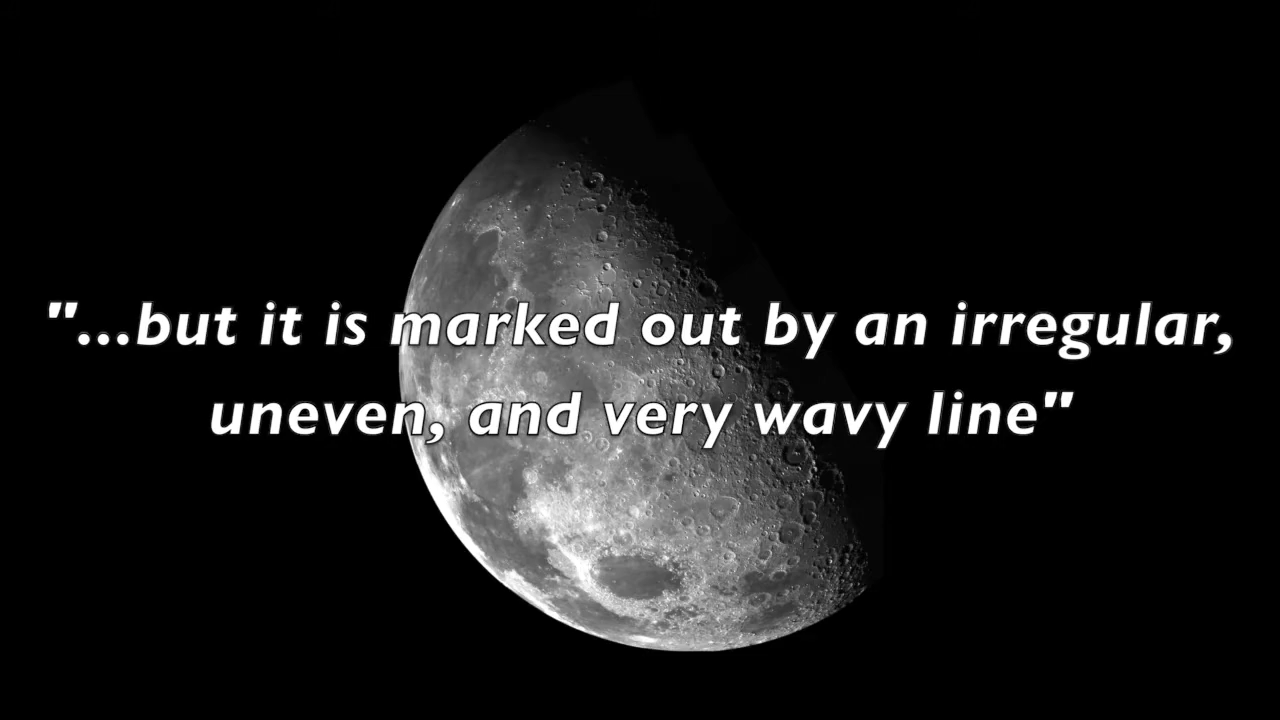 "...but it is marked out by an irregular,
uneven, and very wavy line"